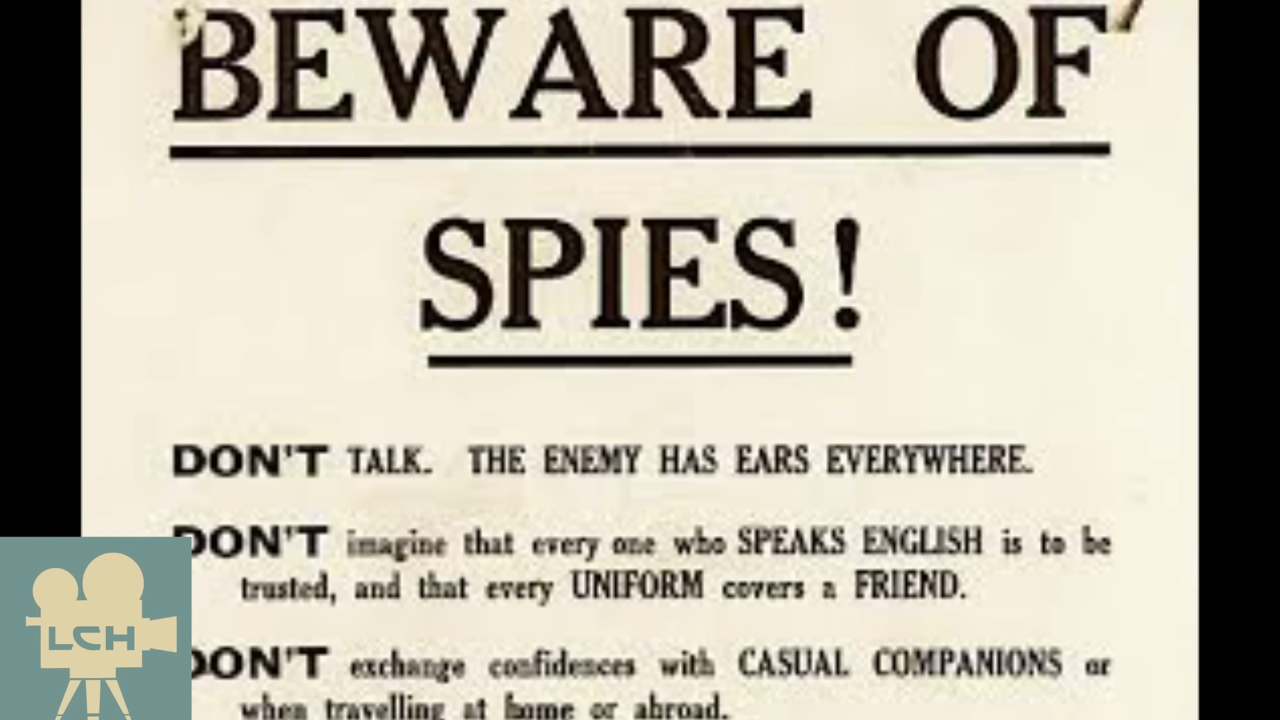 BEWARE OF
SPIES!
DON'T TALK. THE ENEMY HAS EARS EVERYWHERE.
DON'T imagine that every one who SPEAKS ENGLISH is to be
trusted, and that every UNIFORM covers a FRIEND.
DON'T exchange confidences with CASUAL COMPANIONS or
when travelling at home or abroad.
LCH